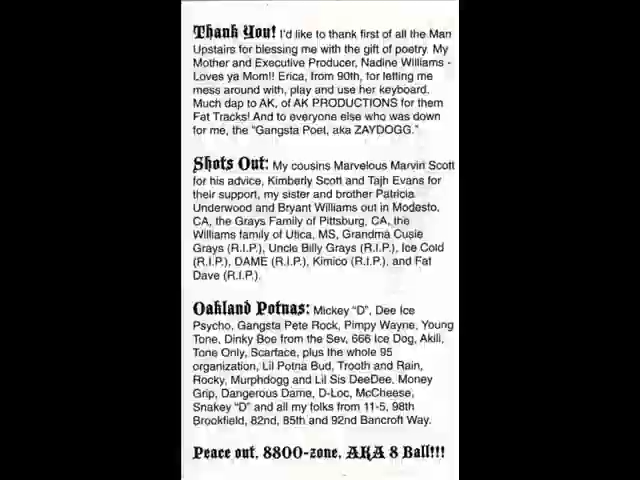 Thank You! I'd like to thank first of all the Man
Upstairs for blessing me with the gift of poetry. My
Mother and Executive Producer, Nadine Williams -
Loves ya Mom!! Erica, from 90th, for letting me
mess around with, play and use her keyboard.
Much dap to AK, of AK PRODUCTIONS for them
Fat Tracks! And to everyone else who was down
for me, the "Gangsta Poet, aka ZAYDOGG."
Shots Out: My cousins Marvelous Marvin Scott
for his advice, Kimberly Scott and Tajh Evans for
their support, my sister and brother Patricia
Underwood and Bryant Williams out in Modesto,
CA, the Grays Family of Pittsburg, CA, the
Williams family of Utica, MS, Grandma Cusie
Grays (R.I.P.), Uncle Billy Grays (R.I.P.), Ice Cold
(R.I.P.), DAME (R.I.P.), Kimico (R.I.P.), and Fat
Dave (R.I.P.).
Oakland Potnas: Mickey "D", Dee Ice
Psycho, Gangsta Pete Rock, Pimpy Wayne, Young
Tone, Dinky Boe from the Sev, 666 Ice Dog, Akili,
Tone Only, Scarface, plus the whole 95
organization, Lil Potna Bud, Trooth and Rain,
Rocky, Murphdogg and Lil Sis DeeDee, Money
Grip, Dangerous Dame, D-Loc, McCheese,
Snakey "D" and all my folks from 11-5, 98th
Brookfield, 82nd, 85th and 92nd Bancroft Way.
Peace out, 8800-zone, AKA 8 Ball!!!